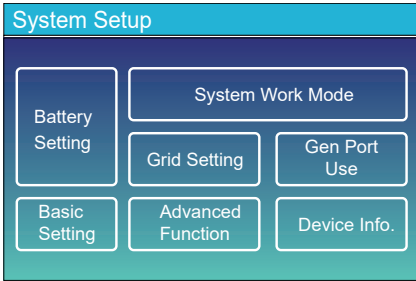 System Setup
Battery
Setting
System Work Mode
Grid Setting
Gen Port
Use
Basic
Setting
Advanced
Function
Device Info.